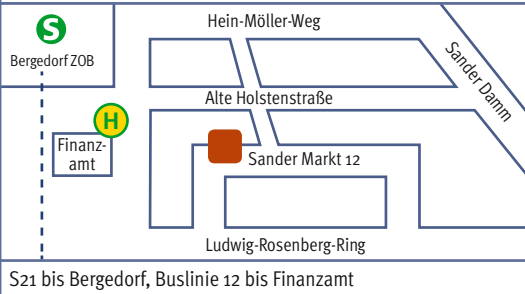 Hein-Möller-Weg
S
Bergedorf ZOB
Sander Damm
Alte Holstenstraße
H
Finanz-
amt
Sander Markt 12
Ludwig-Rosenberg-Ring
S21 bis Bergedorf, Buslinie 12 bis Finanzamt